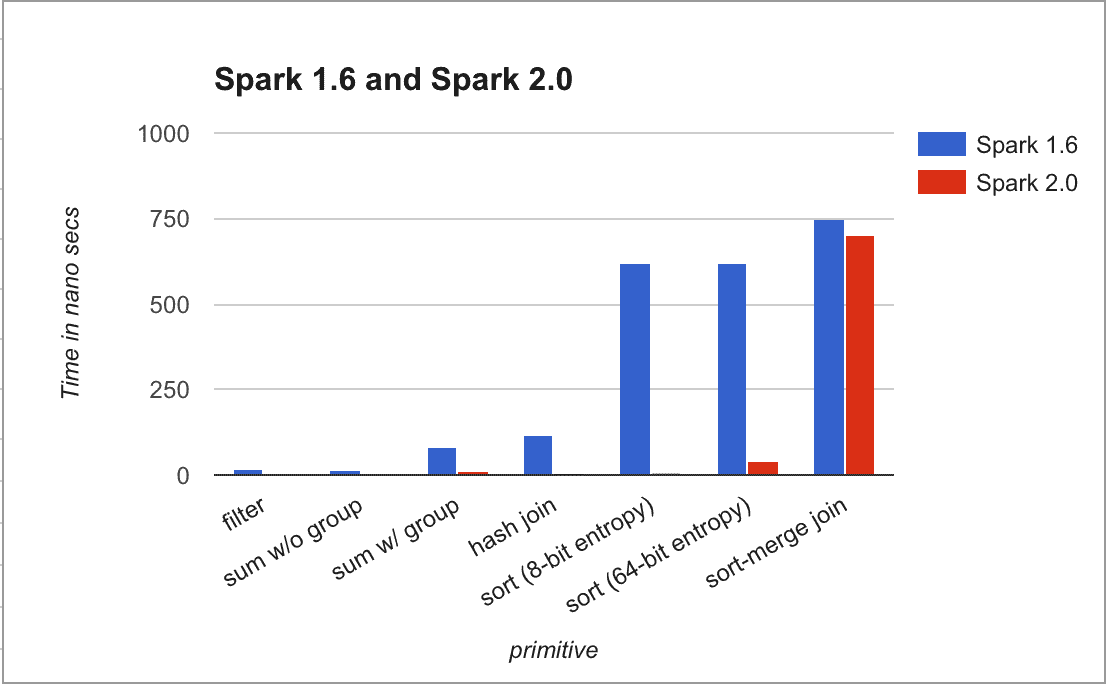 Spark 1.6 and Spark 2.0
1000
750
500
250
0
Time in nano secs
Spark 1.6
Spark 2.0
filter
sum w/o group
sum w/ group
hash join
sort (8-bit entropy)
sort (64-bit entropy)
sort-merge join
primitive